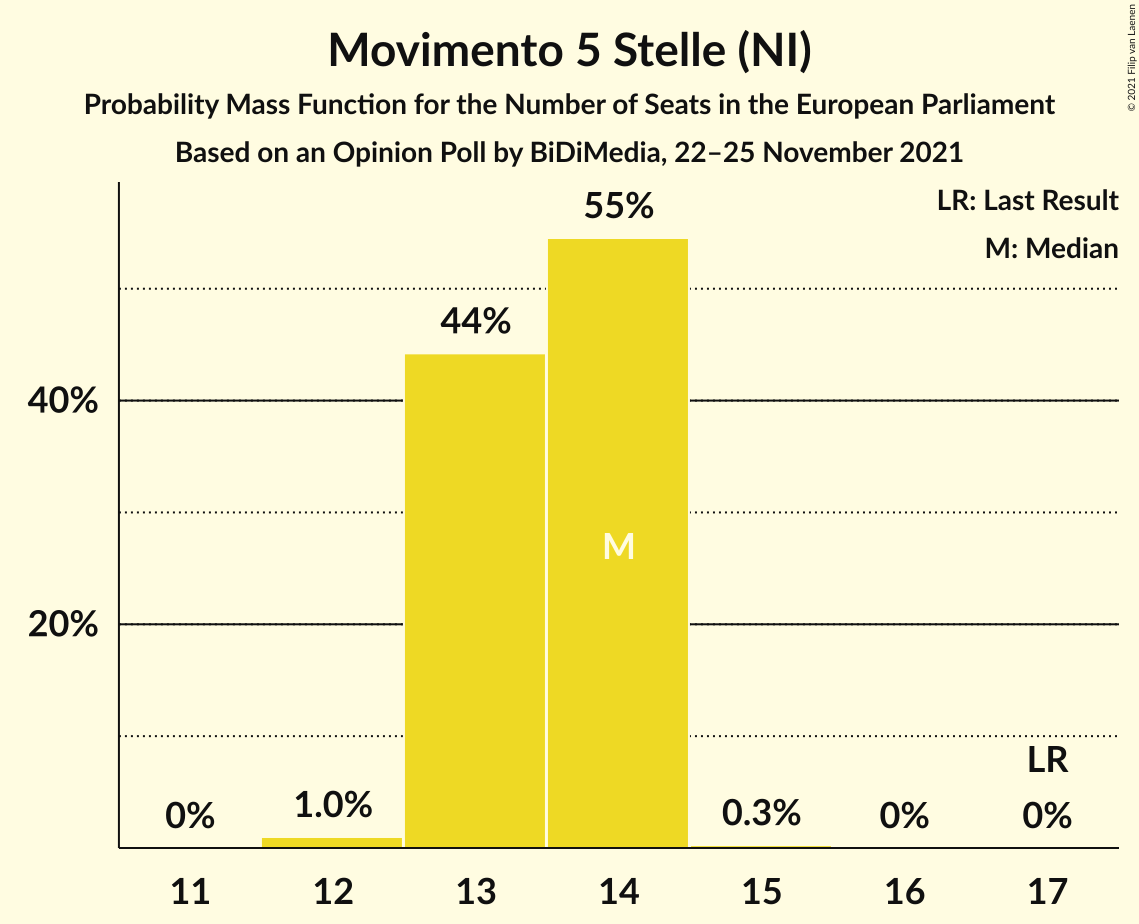 Movimento 5 Stelle (NI)
Probability Mass Function for the Number of Seats in the European Parliament
Based on an Opinion Poll by BiDiMedia, 22–25 November 2021
© 2021 Filip van Laenen
LR: Last Result
M: Median
55%
44%
40%
M
20%
LR
0%
1.0%
0.3%
0%
0%
11
12
13
14
15
16
17